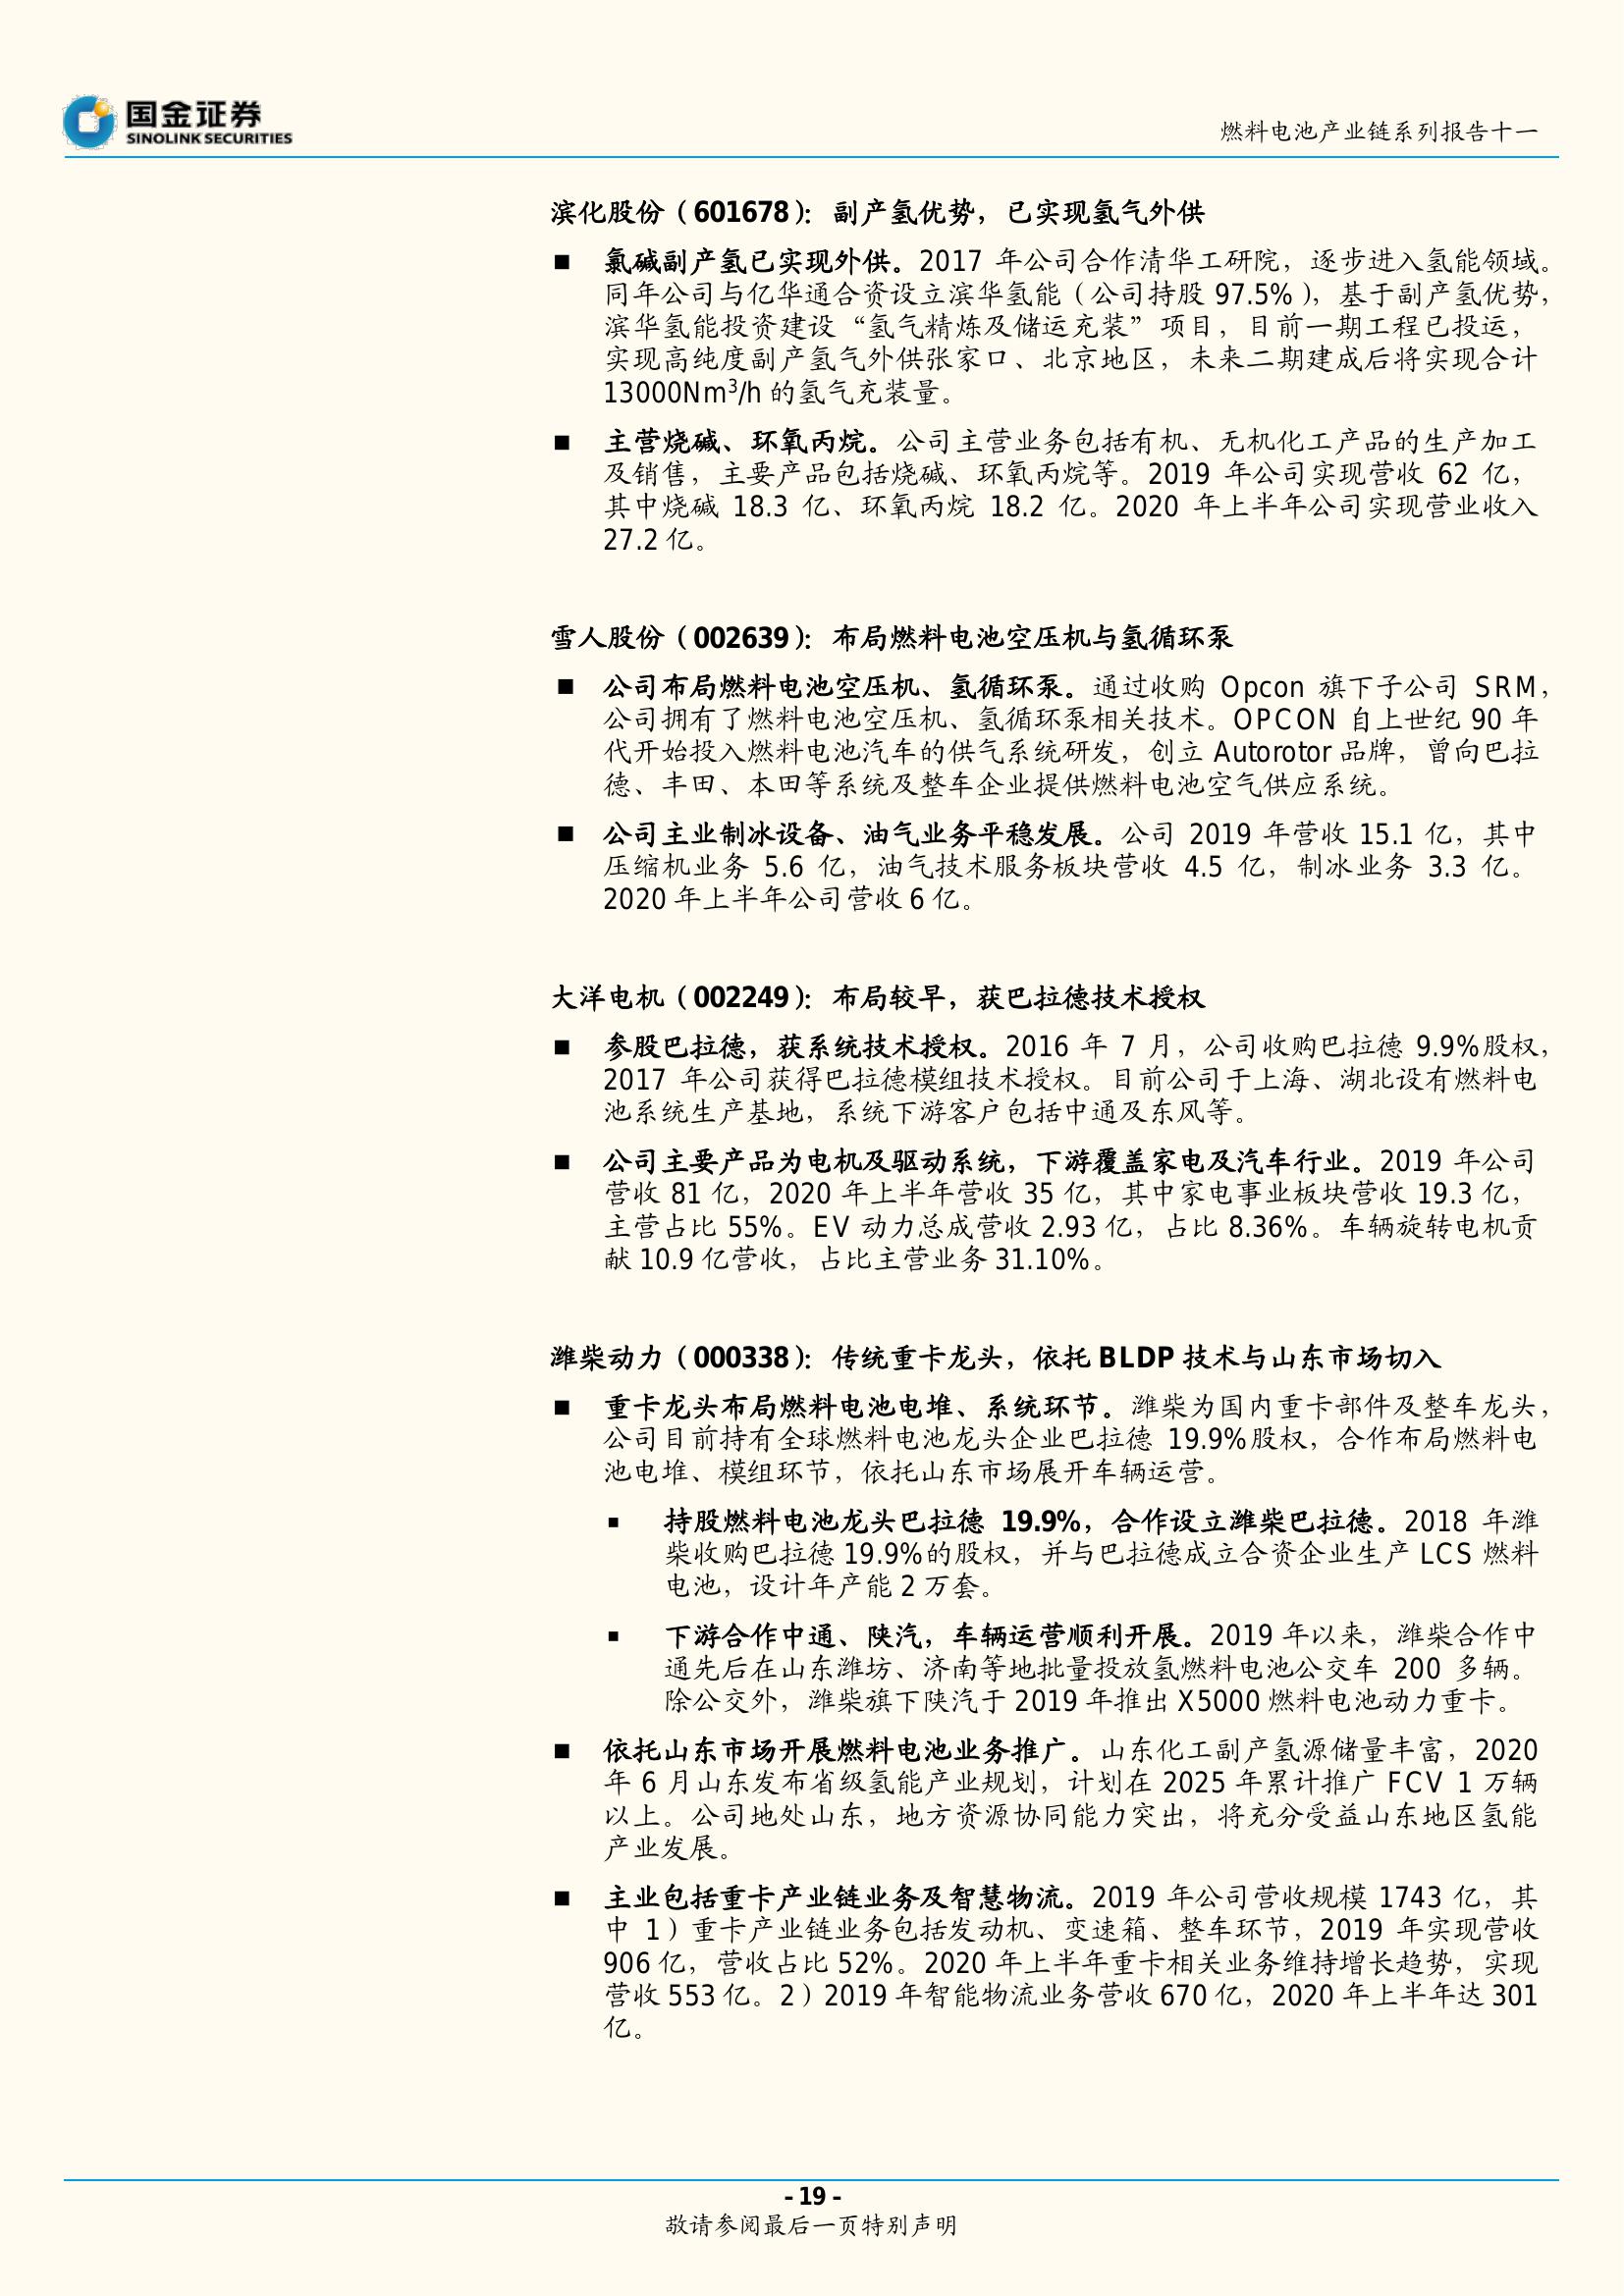 国金证券
SINOLINK SECURITIES
燃料电池产业链系列报告十一
滨化股份（601678）：副产氢优势，已实现氢气外供
■ 氯碱副产氢已实现外供。2017 年公司合作清华工研院，逐步进入氢能领域。
同年公司与亿华通合资设立滨华氢能（公司持股 97.5%），基于副产氢优势，
滨华氢能投资建设“氢气精炼及储运充装”项目，目前一期工程已投运，
实现高纯度副产氢气外供张家口、北京地区，未来二期建成后将实现合计
13000Nm³/h 的氢气充装量。
■ 主营烧碱、环氧丙烷。公司主营业务包括有机、无机化工产品的生产加工
及销售，主要产品包括烧碱、环氧丙烷等。2019 年公司实现营收 62 亿，
其中烧碱 18.3 亿、环氧丙烷 18.2 亿。2020 年上半年公司实现营业收入
27.2 亿。
雪人股份（002639）：布局燃料电池空压机与氢循环泵
■ 公司布局燃料电池空压机、氢循环泵。通过收购 Opcon 旗下子公司 SRM，
公司拥有了燃料电池空压机、氢循环泵相关技术。OPCON 自上世纪 90 年
代开始投入燃料电池汽车的供气系统研发，创立 Autorotor 品牌，曾向巴拉
德、丰田、本田等系统及整车企业提供燃料电池空气供应系统。
■ 公司主业制冰设备、油气业务平稳发展。公司 2019 年营收 15.1 亿，其中
压缩机业务 5.6 亿，油气技术服务板块营收 4.5 亿，制冰业务 3.3 亿。
2020 年上半年公司营收 6 亿。
大洋电机（002249）：布局较早，获巴拉德技术授权
■ 参股巴拉德，获系统技术授权。2016 年 7 月，公司收购巴拉德 9.9%股权，
2017 年公司获得巴拉德模组技术授权。目前公司于上海、湖北设有燃料电
池系统生产基地，系统下游客户包括中通及东风等。
■ 公司主要产品为电机及驱动系统，下游覆盖家电及汽车行业。2019 年公司
营收 81 亿，2020 年上半年营收 35 亿，其中家电事业板块营收 19.3 亿，
主营占比 55%。EV 动力总成营收 2.93 亿，占比 8.36%。车辆旋转电机贡
献 10.9 亿营收，占比主营业务 31.10%。
潍柴动力（000338）：传统重卡龙头，依托 BLDP 技术与山东市场切入
■ 重卡龙头布局燃料电池电堆、系统环节。潍柴为国内重卡部件及整车龙头，
公司目前持有全球燃料电池龙头企业巴拉德 19.9%股权，合作布局燃料电
池电堆、模组环节，依托山东市场展开车辆运营。
▪ 持股燃料电池龙头巴拉德 19.9%，合作设立潍柴巴拉德。2018 年潍
柴收购巴拉德 19.9%的股权，并与巴拉德成立合资企业生产 LCS 燃料
电池，设计年产能 2 万套。
▪ 下游合作中通、陕汽，车辆运营顺利开展。2019 年以来，潍柴合作中
通先后在山东潍坊、济南等地批量投放氢燃料电池公交车 200 多辆。
除公交外，潍柴旗下陕汽于 2019 年推出 X5000 燃料电池动力重卡。
■ 依托山东市场开展燃料电池业务推广。山东化工副产氢源储量丰富，2020
年 6 月山东发布省级氢能产业规划，计划在 2025 年累计推广 FCV 1 万辆
以上。公司地处山东，地方资源协同能力突出，将充分受益山东地区氢能
产业发展。
■ 主业包括重卡产业链业务及智慧物流。2019 年公司营收规模 1743 亿，其
中 1）重卡产业链业务包括发动机、变速箱、整车环节，2019 年实现营收
906 亿，营收占比 52%。2020 年上半年重卡相关业务维持增长趋势，实现
营收 553 亿。2）2019 年智能物流业务营收 670 亿，2020 年上半年达 301
亿。
- 19 -
敬请参阅最后一页特别声明